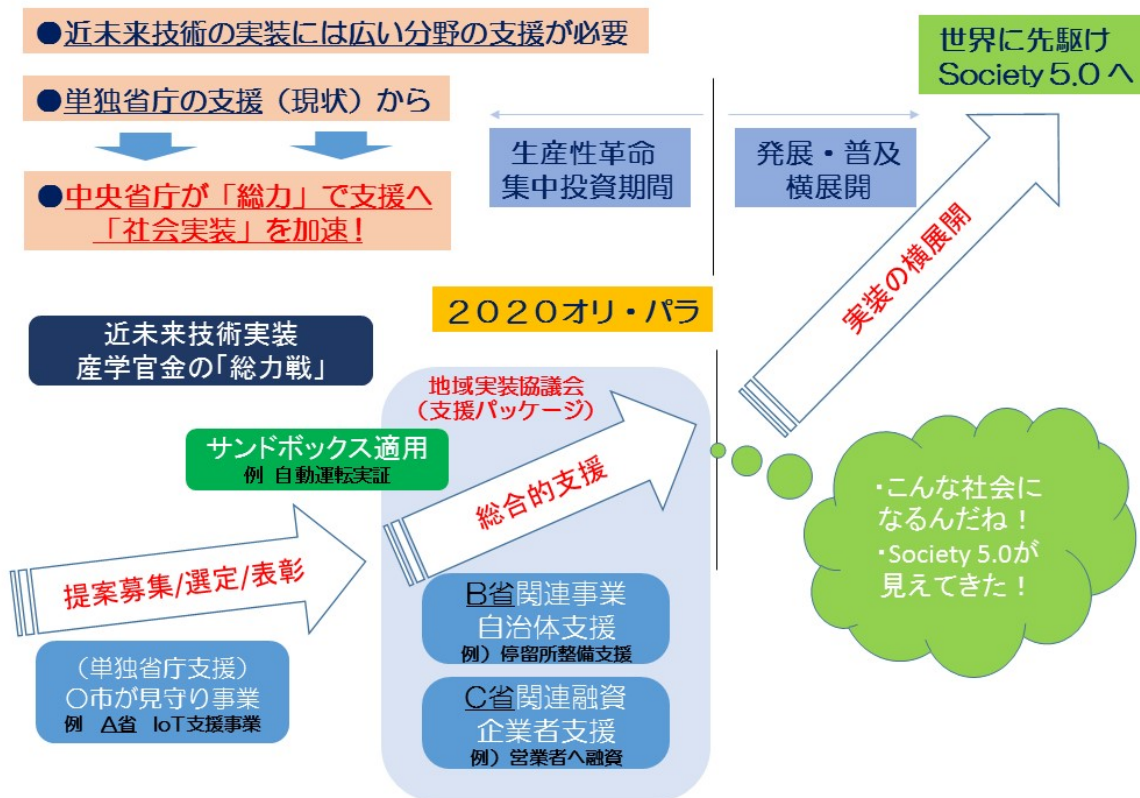 ●近未来技術の実装には広い分野の支援が必要
●単独省庁の支援（現状）から
●中央省庁が「総力」で支援へ
「社会実装」を加速！
世界に先駆け
Society 5.0 へ
生産性革命
集中投資期間
発展・普及
横展開
実装の横展開
２０２０オリ・パラ
近未来技術実装
産学官金の「総力戦」
地域実装協議会
（支援パッケージ）
サンドボックス適用
例 自動運転実証
総合的支援
提案募集/選定/表彰
（単独省庁支援）
〇市が見守り事業
例 A省 IoT支援事業
B省関連事業
自治体支援
例）停留所整備支援
C省関連融資
企業者支援
例）営業者へ融資
・こんな社会に
なるんだね！
・Society 5.0が
見えてきた！